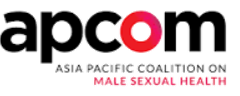 apcom
ASIA PACIFIC COALITION ON
MALE SEXUAL HEALTH